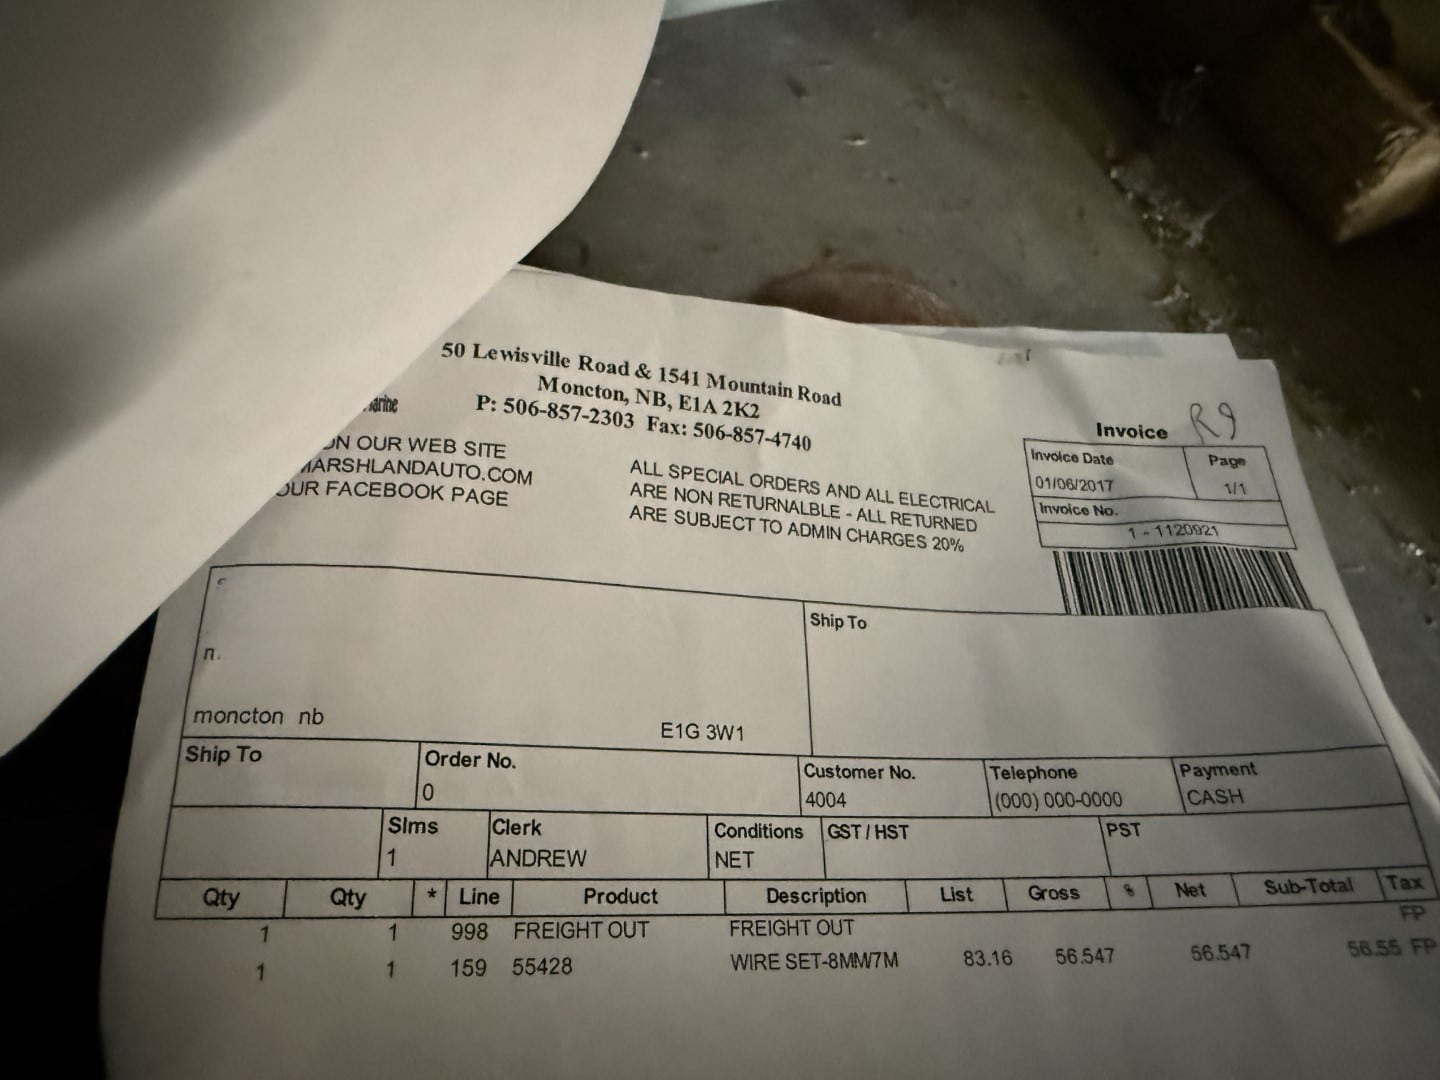 50 Lewisville Road & 1541 Mountain Road
Moncton, NB, E1A 2K2
P: 506-857-2303 Fax: 506-857-4740
ON OUR WEB SITE
MARSHLANDAUTO.COM
OUR FACEBOOK PAGE
ALL SPECIAL ORDERS AND ALL ELECTRICAL
ARE NON RETURNALBLE - ALL RETURNED
ARE SUBJECT TO ADMIN CHARGES 20%
Invoice R9
Invoice Date Page
01/06/2017 1/1
Invoice No.
1 - 1120921
Ship To
n.
moncton nb E1G 3W1
Ship To Order No. Customer No. Telephone Payment
0 4004 (000) 000-0000 CASH
Slms Clerk Conditions GST / HST PST
1 ANDREW NET
Qty Qty * Line Product Description List Gross % Net Sub-Total Tax
1 1 998 FREIGHT OUT FREIGHT OUT FP
1 1 159 55428 WIRE SET-8MM/7M 83.16 56.547 56.547 56.55 FP